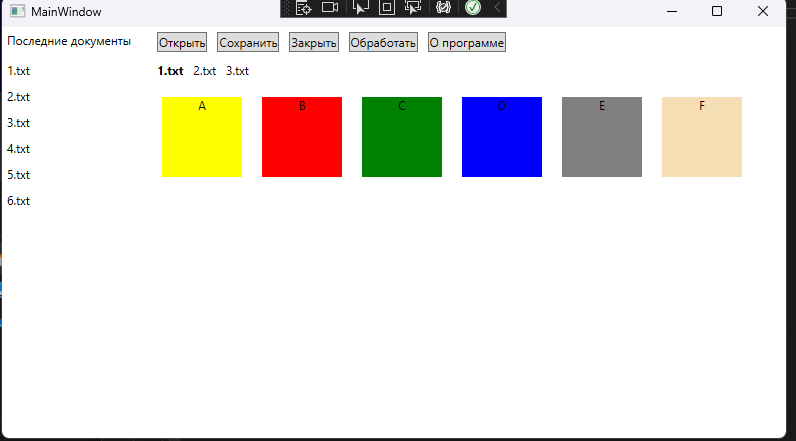 MainWindow
Последние документы
Открыть Сохранить Закрыть Обработать О программе
1.txt
2.txt
3.txt
4.txt
5.txt
6.txt
1.txt 2.txt 3.txt
A B C D E F